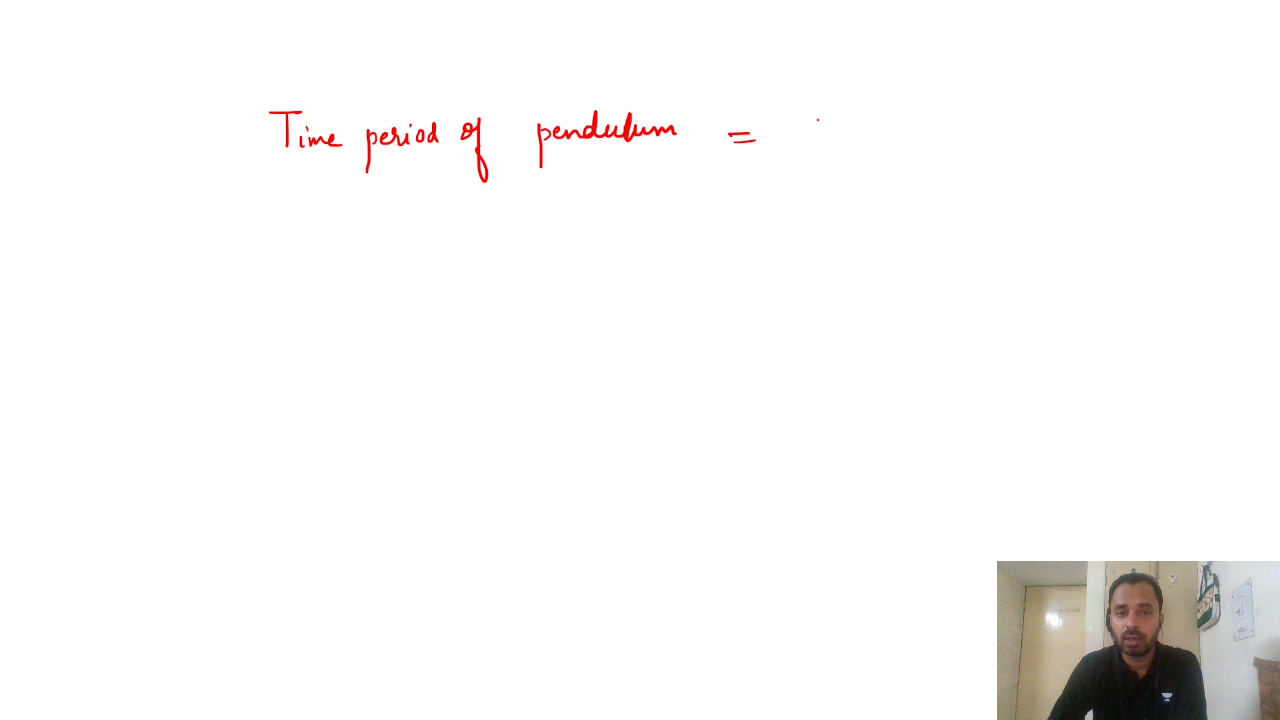 Time period of pendulum =